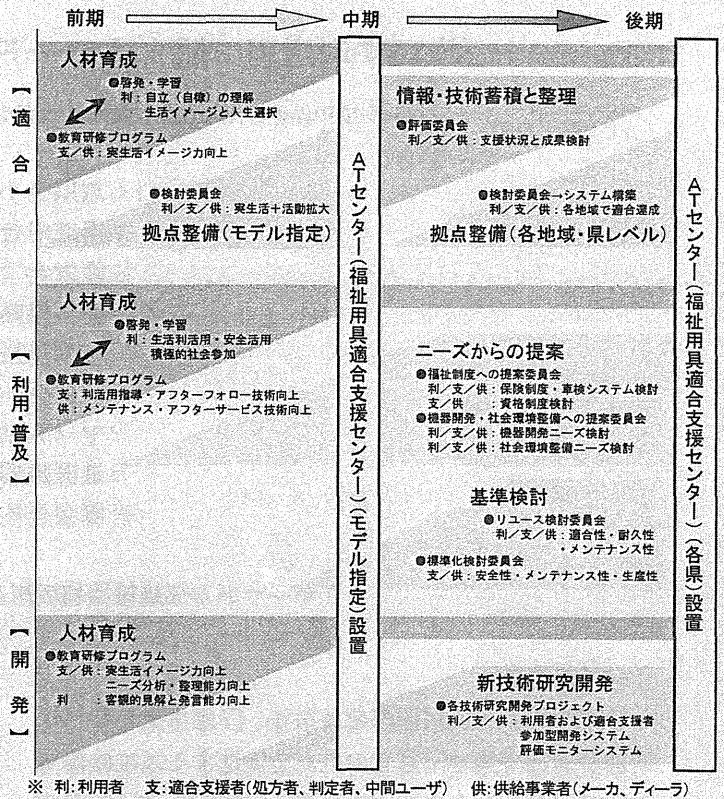 前期 中期 後期
【適合】
人材育成
●啓発・学習
利：自立（自律）の理解
・生活イメージと人生選択
●教育研修プログラム
支／供：実生活イメージ力向上
●検討委員会
利／支／供：実生活＋活動拡大
拠点整備（モデル指定）
情報・技術蓄積と整理
●評価委員会
利／支／供：支援状況と成果検討
●検討委員会→システム構築
利／支／供：各地域で適合達成
拠点整備（各地域・県レベル）
【利用・普及】
人材育成
●啓発・学習
利：生活利活用・安全活用
積極的社会参加
●教育研修プログラム
支：利活用指導・アフターフォロー技術向上
供：メンテナンス・アフターサービス技術向上
ニーズからの提案
●福祉制度への提案委員会
利／支／供：保険制度・車検システム検討
支／供：資格制度検討
●機器開発・社会環境整備への提案委員会
利／支／供：機器開発ニーズ検討
利／支／供：社会環境整備ニーズ検討
基準検討
●リユース検討委員会
利／支／供：適合性・耐久性
・メンテナンス性
●標準化検討委員会
支／供：安全性・メンテナンス性・生産性
【開発】
人材育成
●教育研修プログラム
支／供：実生活イメージ力向上
ニーズ分析・整理能力向上
利：客観的見解と発言能力向上
新技術研究開発
●各技術研究開発プロジェクト
利／支／供：利用者および適合支援者
参加型開発システム
評価モニターシステム
ATセンター（福祉用具適合支援センター）（モデル指定）設置
ATセンター（福祉用具適合支援センター）（各県）設置
※ 利：利用者 支：適合支援者（処方者、判定者、中間ユーザ） 供：供給事業者（メーカ、ディーラ）